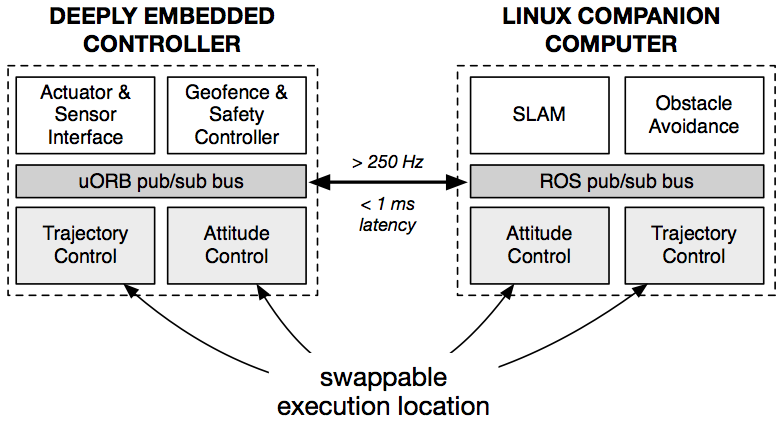 DEEPLY EMBEDDED
CONTROLLER
Actuator &
Sensor
Interface
Geofence &
Safety
Controller
uORB pub/sub bus
Trajectory
Control
Attitude
Control
> 250 Hz
< 1 ms
latency
LINUX COMPANION
COMPUTER
SLAM
Obstacle
Avoidance
ROS pub/sub bus
Attitude
Control
Trajectory
Control
swappable
execution location